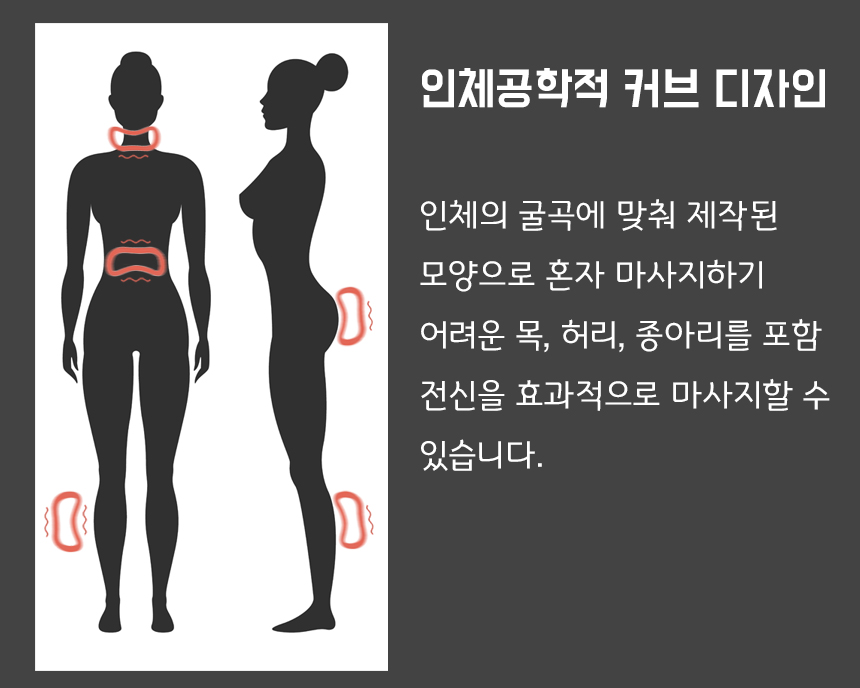 인체공학적 커브 디자인
인체의 굴곡에 맞춰 제작된
모양으로 혼자 마사지하기
어려운 목, 허리, 종아리를 포함
전신을 효과적으로 마사지할 수
있습니다.